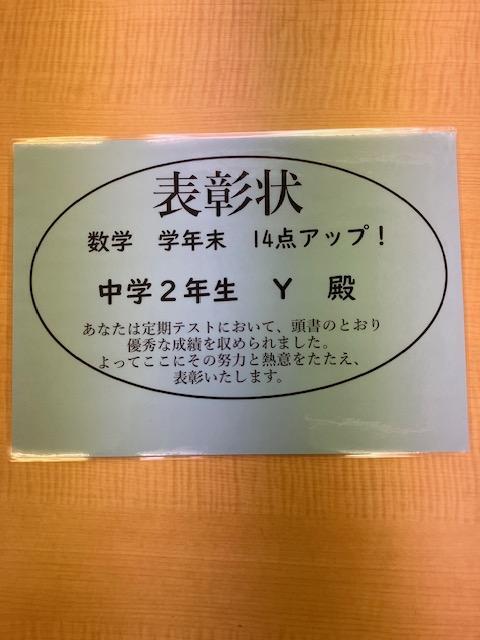 表彰状
数学　学年末　14点アップ！
中学２年生　Y　殿
あなたは定期テストにおいて、頭書のとおり
優秀な成績を収められました。
よってここにその努力と熱意をたたえ、
表彰いたします。